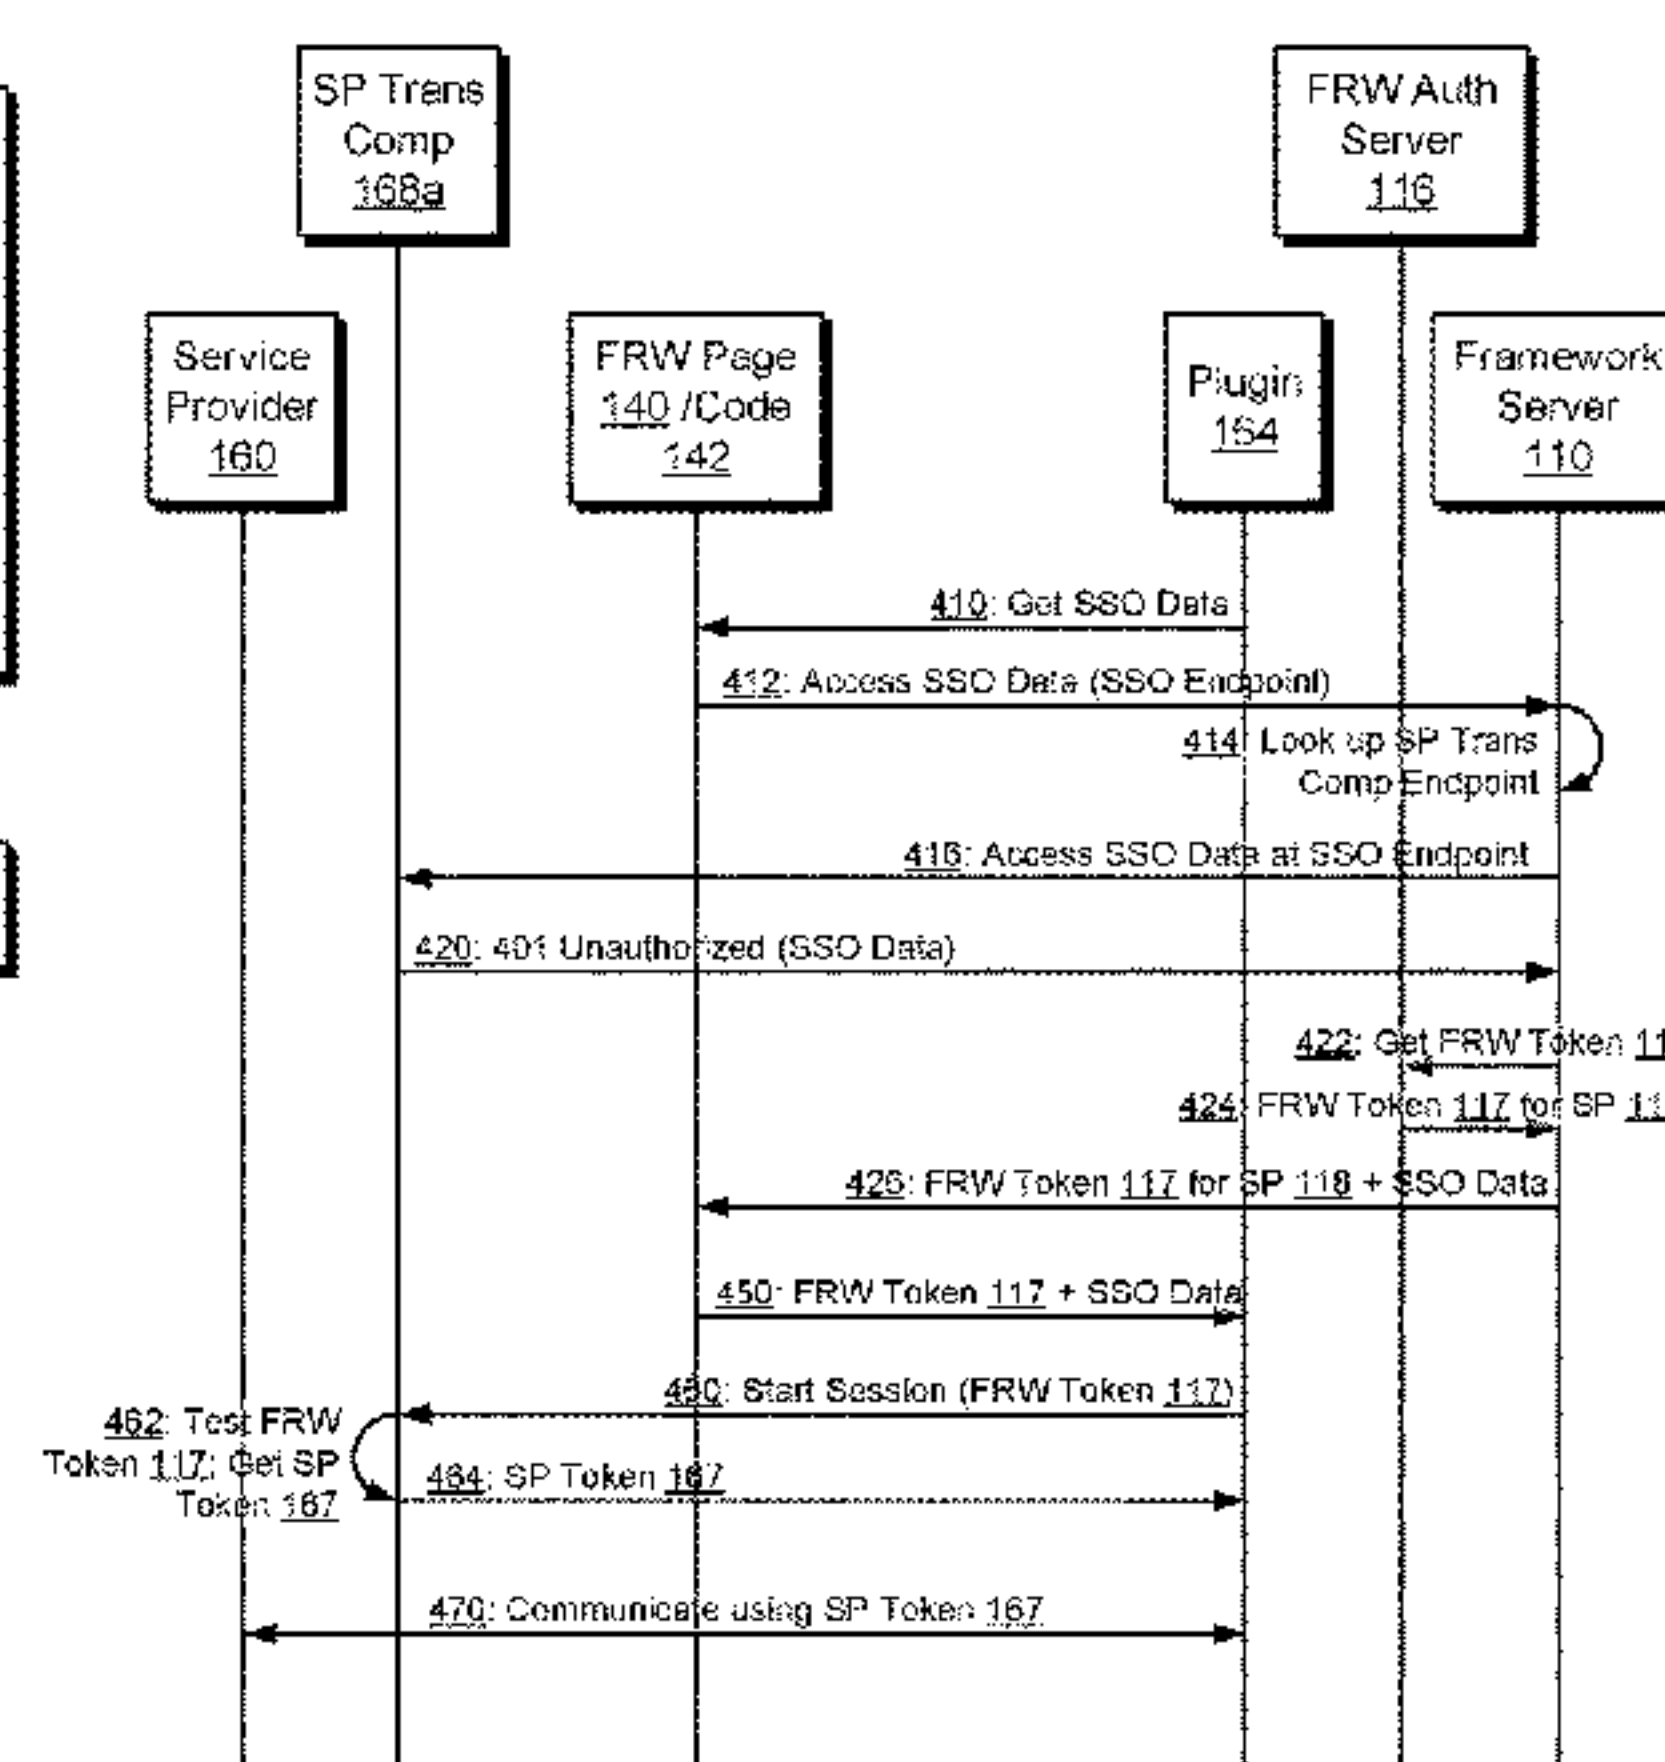 SP Trans
Comp
168a
FRW Auth
Server
116
Service
Provider
160
FRW Page
140 /Code
142
Plugin
164
Framework
Server
110
410: Get SSO Data
412: Access SSO Data (SSO Endpoint)
414: Look up SP Trans
Comp Endpoint
416: Access SSO Data at SSO Endpoint
420: 401 Unauthorized (SSO Data)
422: Get FRW Token
424: FRW Token 117 for SP
426: FRW Token 117 for SP 118 + SSO Data
450: FRW Token 117 + SSO Data
460: Start Session (FRW Token 117)
462: Test FRW
Token 117; Get SP
Token 167
464: SP Token 167
470: Communicate using SP Token 167